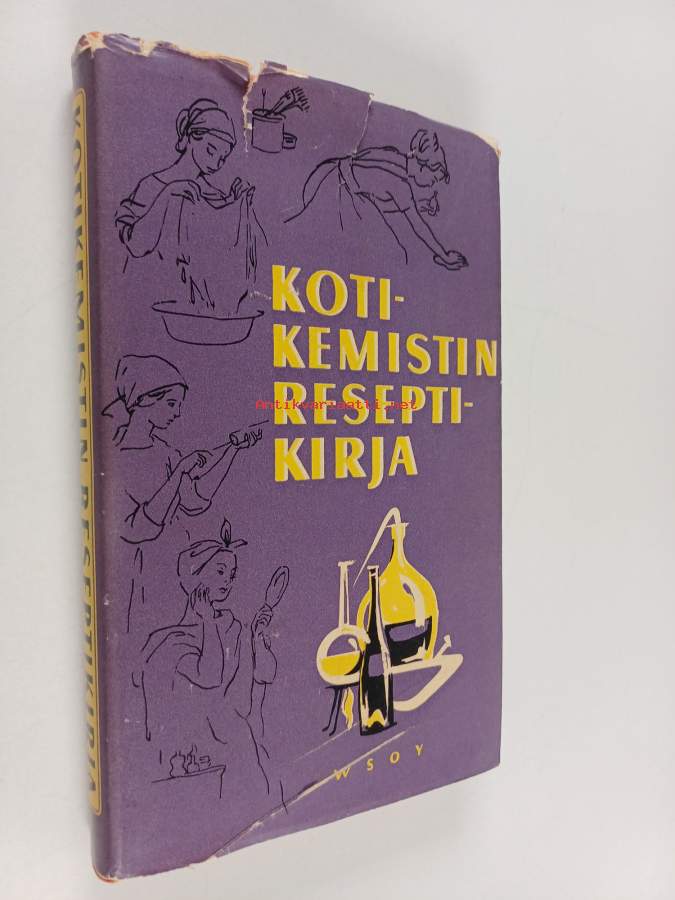 KOTIKEMISTIN RESEPTIKIRJA
KOTI-
KEMISTIN
RESEPTI-
KIRJA
Antikvariaatti.net
WSOY